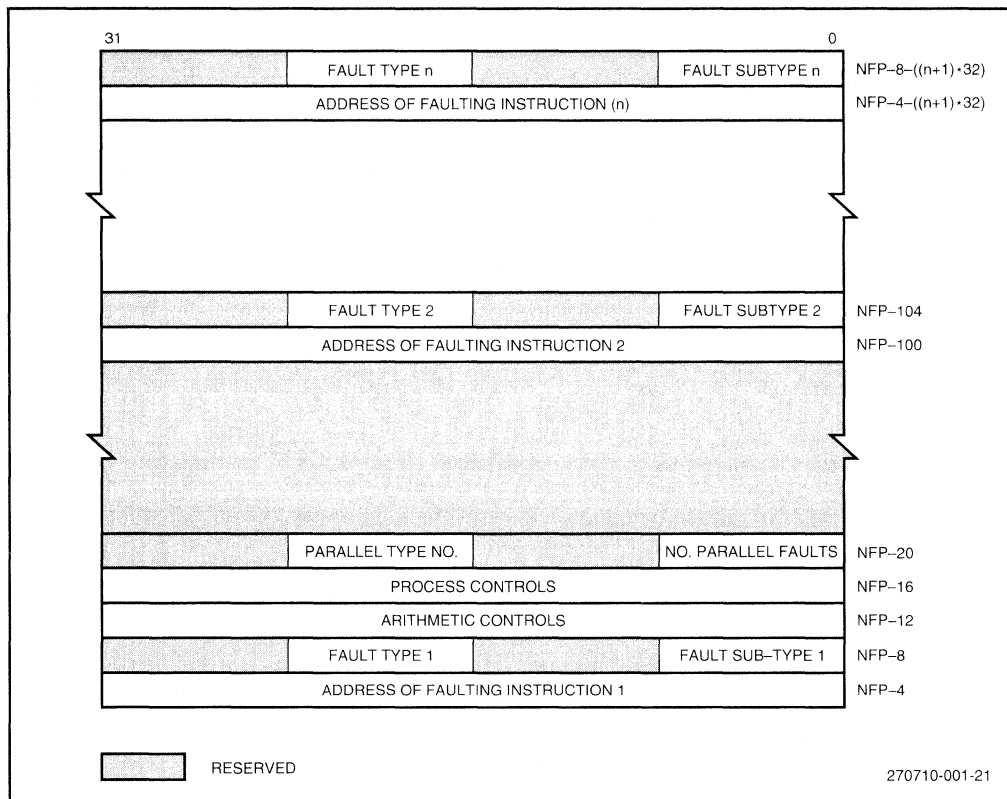 31 0
FAULT TYPE n FAULT SUBTYPE n NFP–8–((n+1)•32)
ADDRESS OF FAULTING INSTRUCTION (n) NFP–4–((n+1)•32)
FAULT TYPE 2 FAULT SUBTYPE 2 NFP–104
ADDRESS OF FAULTING INSTRUCTION 2 NFP–100
PARALLEL TYPE NO. NO. PARALLEL FAULTS NFP–20
PROCESS CONTROLS NFP–16
ARITHMETIC CONTROLS NFP–12
FAULT TYPE 1 FAULT SUB–TYPE 1 NFP–8
ADDRESS OF FAULTING INSTRUCTION 1 NFP–4
RESERVED
270710-001-21